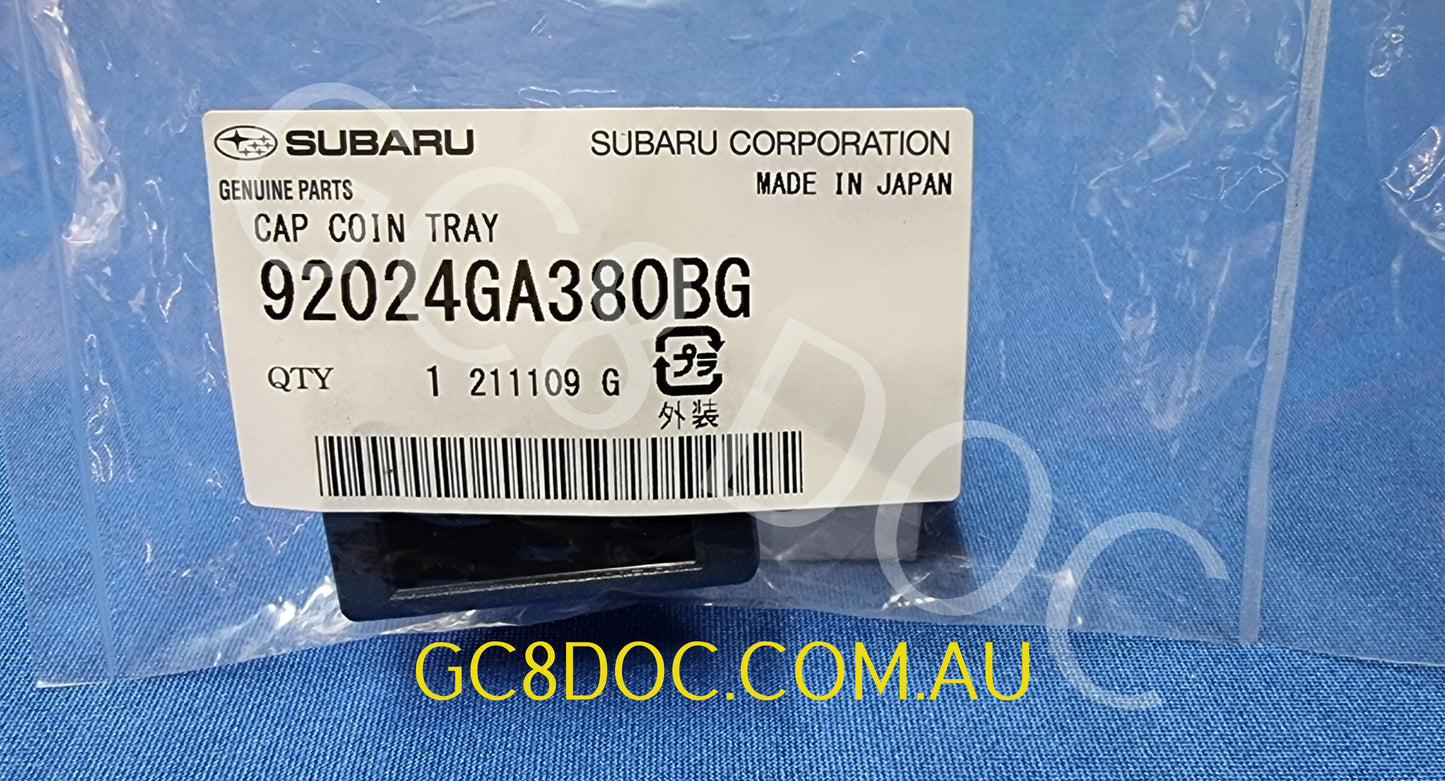 SUBARU SUBARU CORPORATION
GENUINE PARTS MADE IN JAPAN
CAP COIN TRAY
92024GA380BG
プラ
QTY 1 211109 G
外装
GC8DOC
GC8DOC.COM.AU